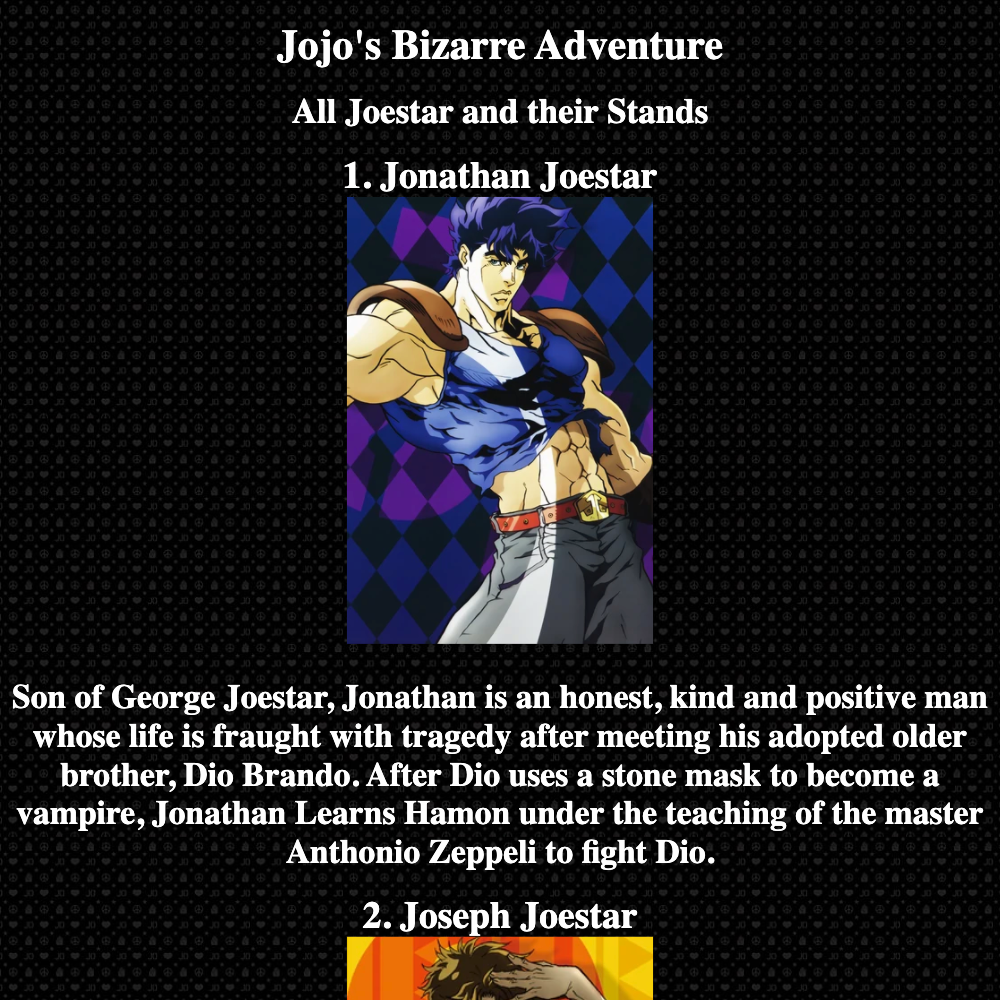 Jojo's Bizarre Adventure
All Joestar and their Stands
1. Jonathan Joestar
Son of George Joestar, Jonathan is an honest, kind and positive man
whose life is fraught with tragedy after meeting his adopted older
brother, Dio Brando. After Dio uses a stone mask to become a
vampire, Jonathan Learns Hamon under the teaching of the master
Anthonio Zeppeli to fight Dio.
2. Joseph Joestar